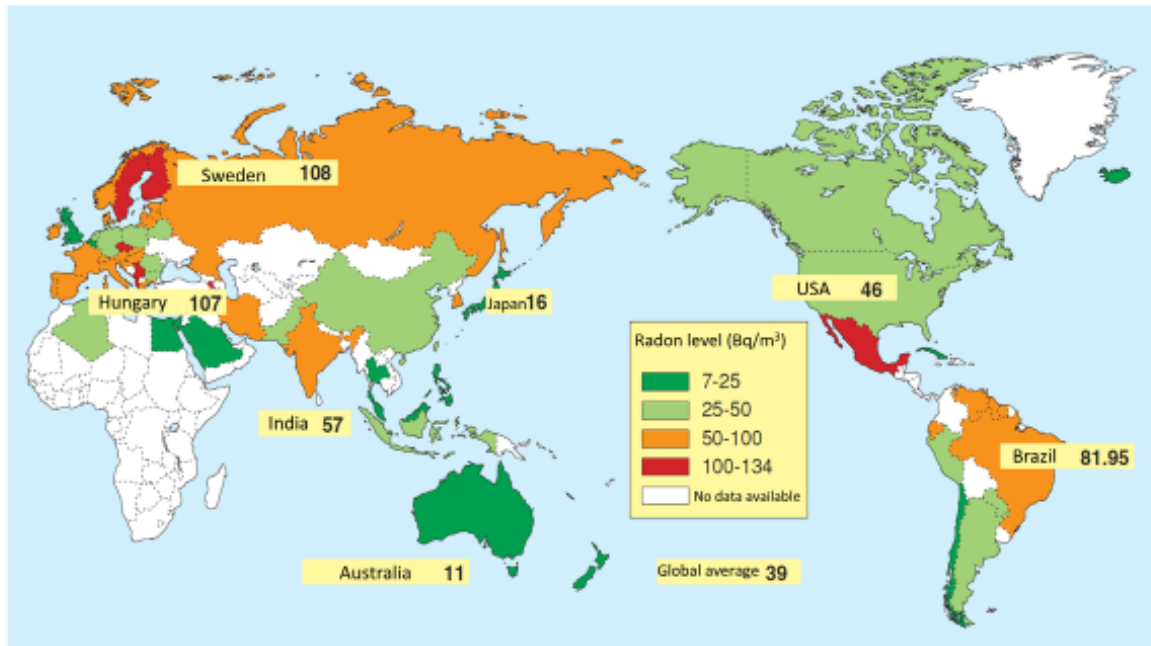 Sweden 108
Hungary 107
Japan16
USA 46
Radon level (Bq/m³)
7-25
25-50
50-100
100-134
No data available
India 57
Brazil 81.95
Australia 11
Global average 39